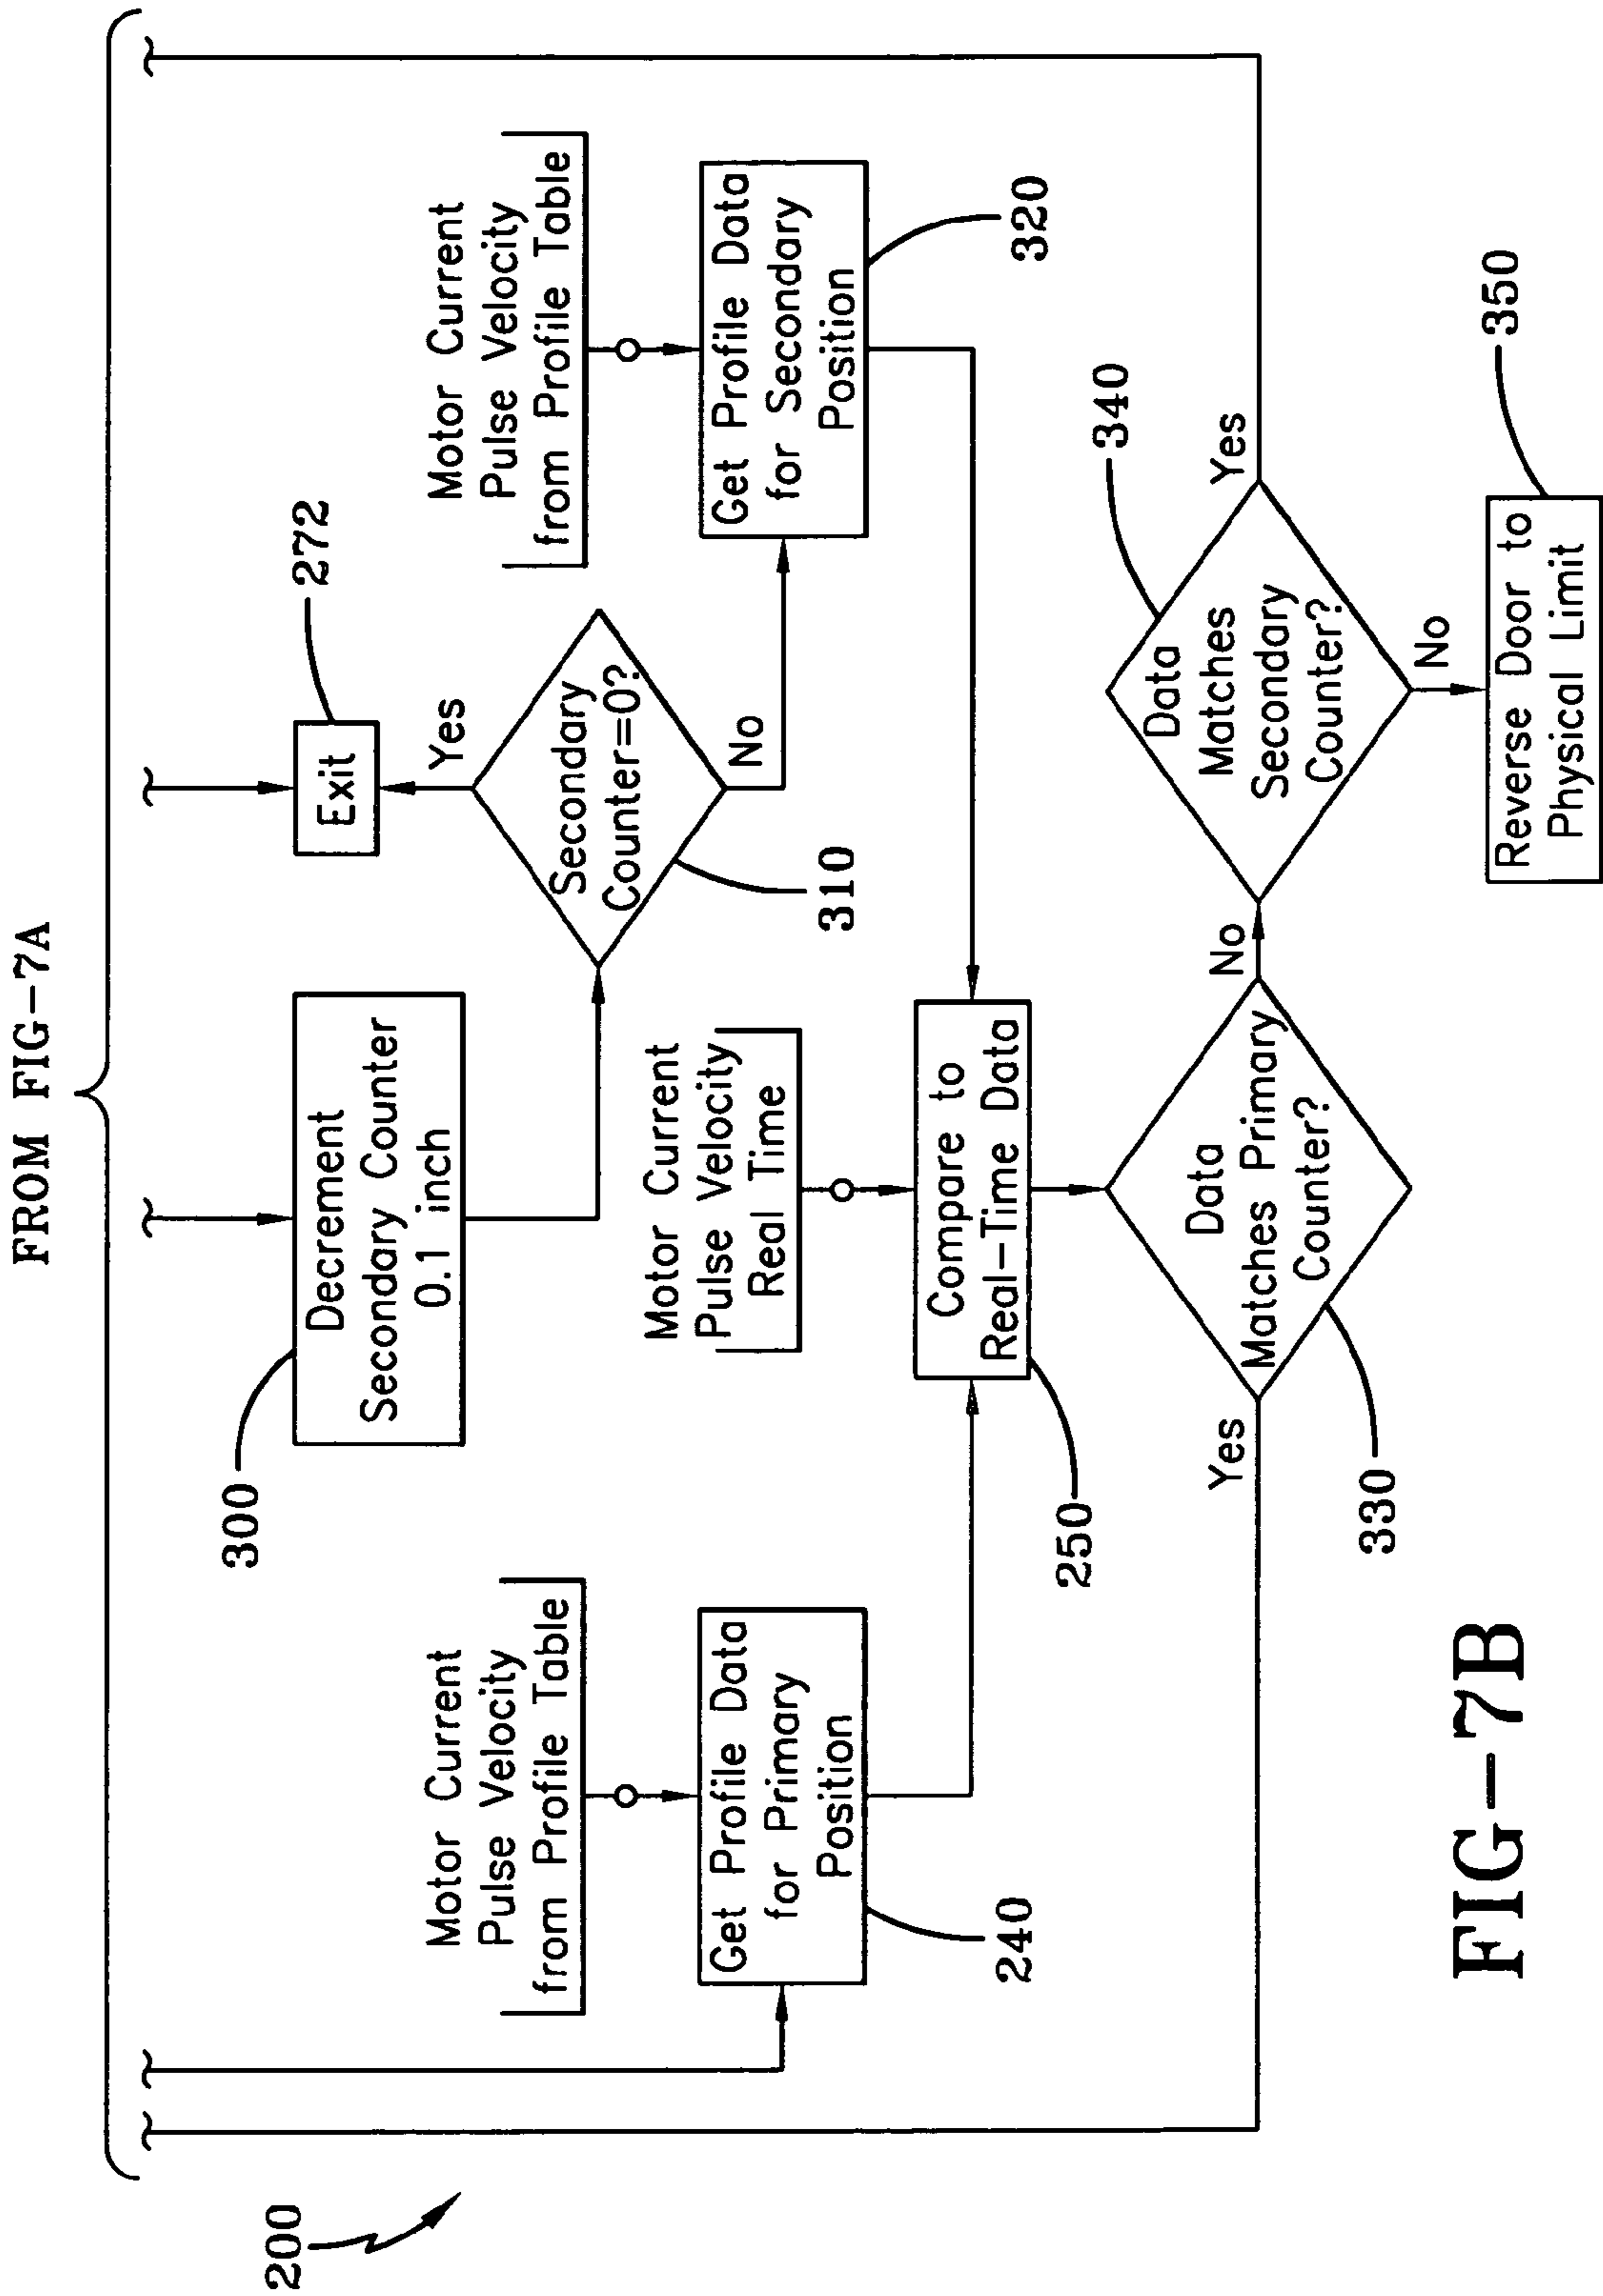 FROM FIG-7A
200
300
Decrement
Secondary Counter
0.1 inch
Exit
272
Yes
Secondary
Counter=0?
310
No
Motor Current
Pulse Velocity
from Profile Table
Get Profile Data
for Primary
Position
240
Motor Current
Pulse Velocity
Real Time
Motor Current
Pulse Velocity
from Profile Table
Get Profile Data
for Secondary
Position
320
Compare to
Real-Time Data
250
Yes
Data
Matches Primary
Counter?
330
No
Data
Matches
Secondary
Counter?
340
Yes
No
Reverse Door to
Physical Limit
350
FIG-7B